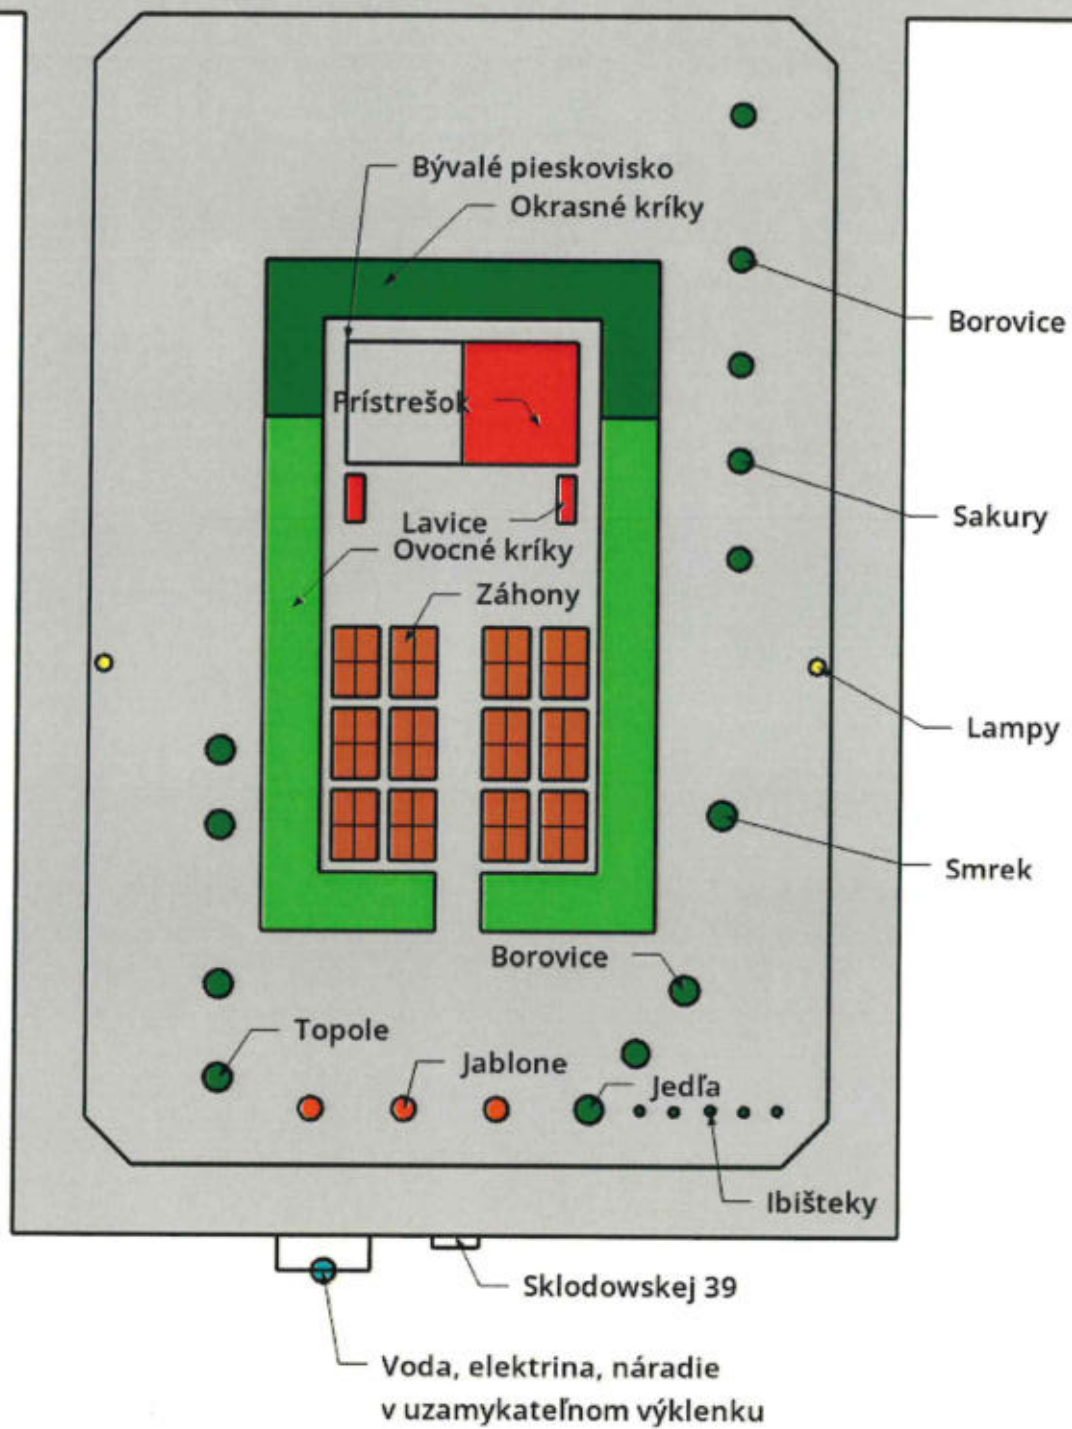 Bývalé pieskovisko
Okrasné kríky
Borovice
Prístrešok
Sakury
Lavice
Ovocné kríky
Záhony
Lampy
Smrek
Borovice
Topole
Jablone
Jedľa
Ibišteky
Sklodowskej 39
Voda, elektrina, náradie
v uzamykateľnom výklenku